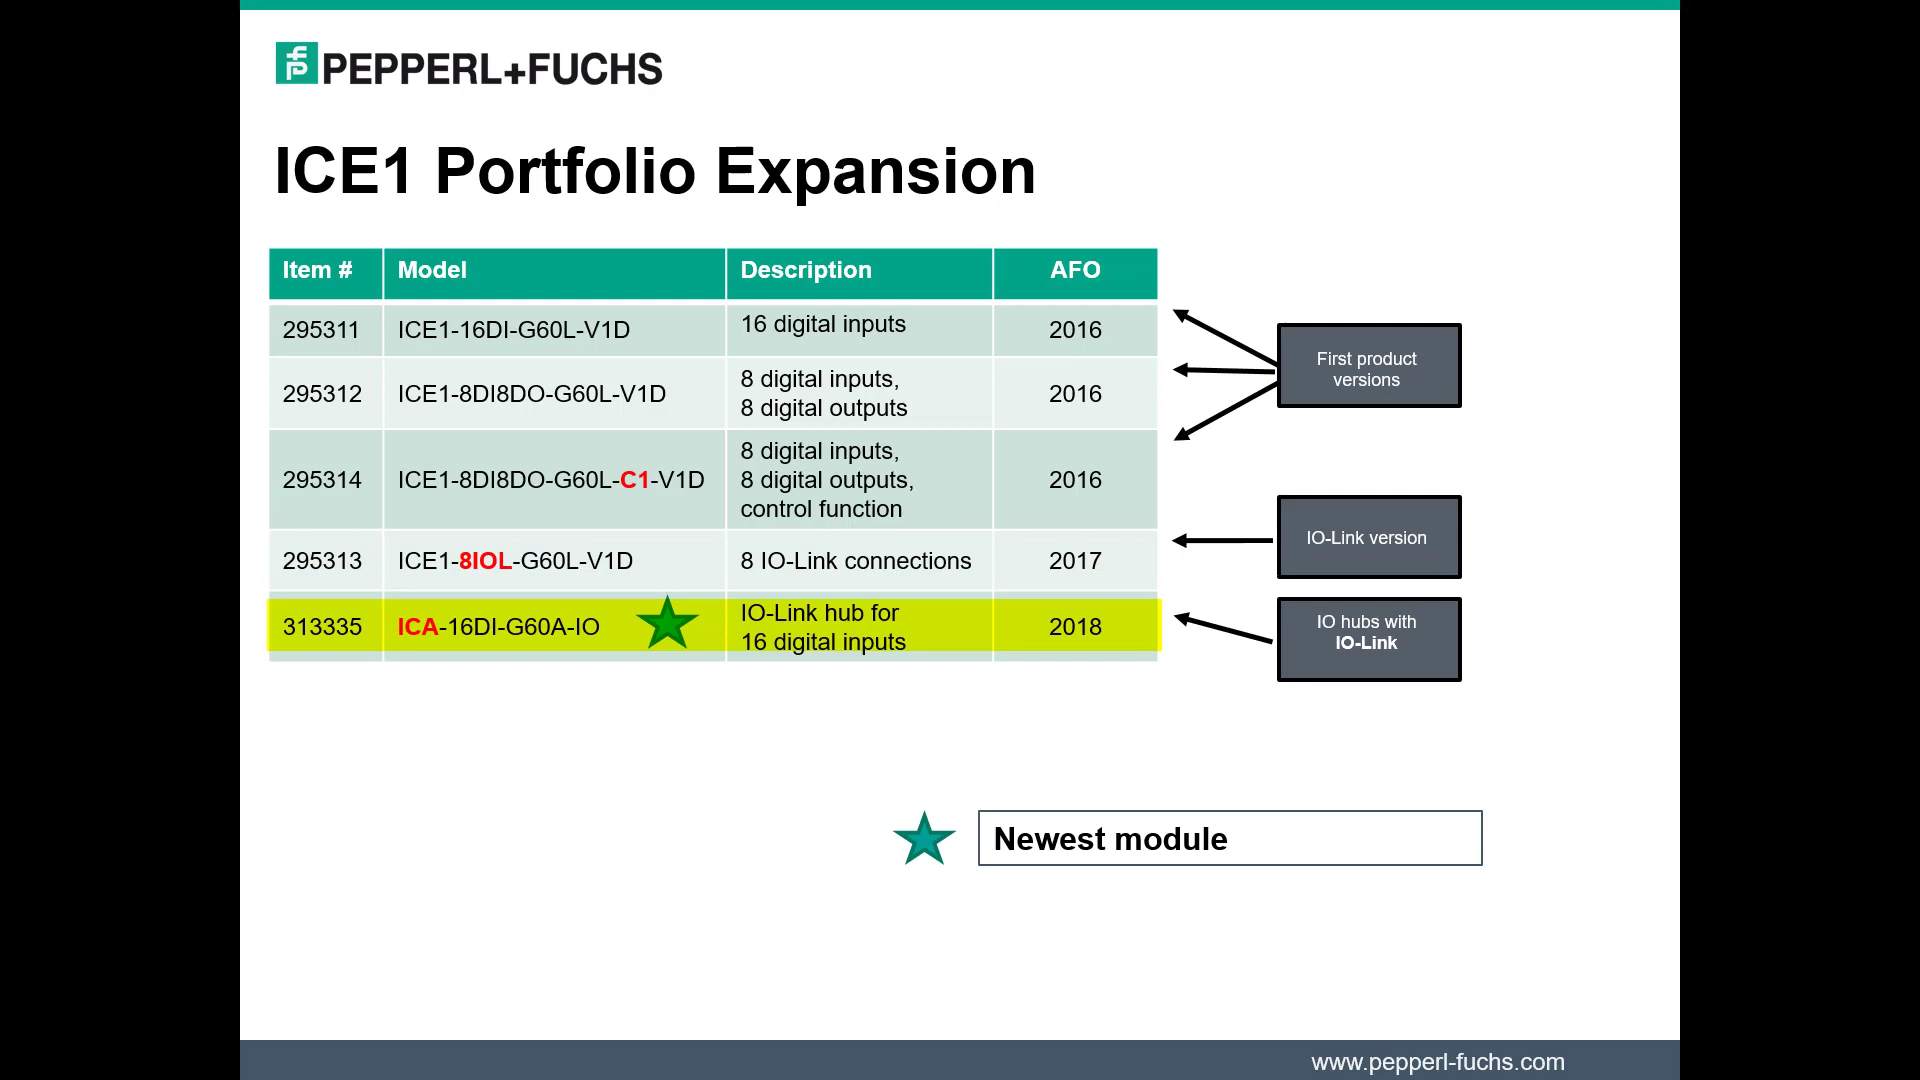 PEPPERL+FUCHS
ICE1 Portfolio Expansion
Item # Model Description AFO
295311 ICE1-16DI-G60L-V1D 16 digital inputs 2016
295312 ICE1-8DI8DO-G60L-V1D 8 digital inputs,
8 digital outputs 2016
295314 ICE1-8DI8DO-G60L-C1-V1D 8 digital inputs,
8 digital outputs,
control function 2016
295313 ICE1-8IOL-G60L-V1D 8 IO-Link connections 2017
313335 ICA-16DI-G60A-IO IO-Link hub for
16 digital inputs 2018
First product
versions
IO-Link version
IO hubs with
IO-Link
Newest module
www.pepperl-fuchs.com